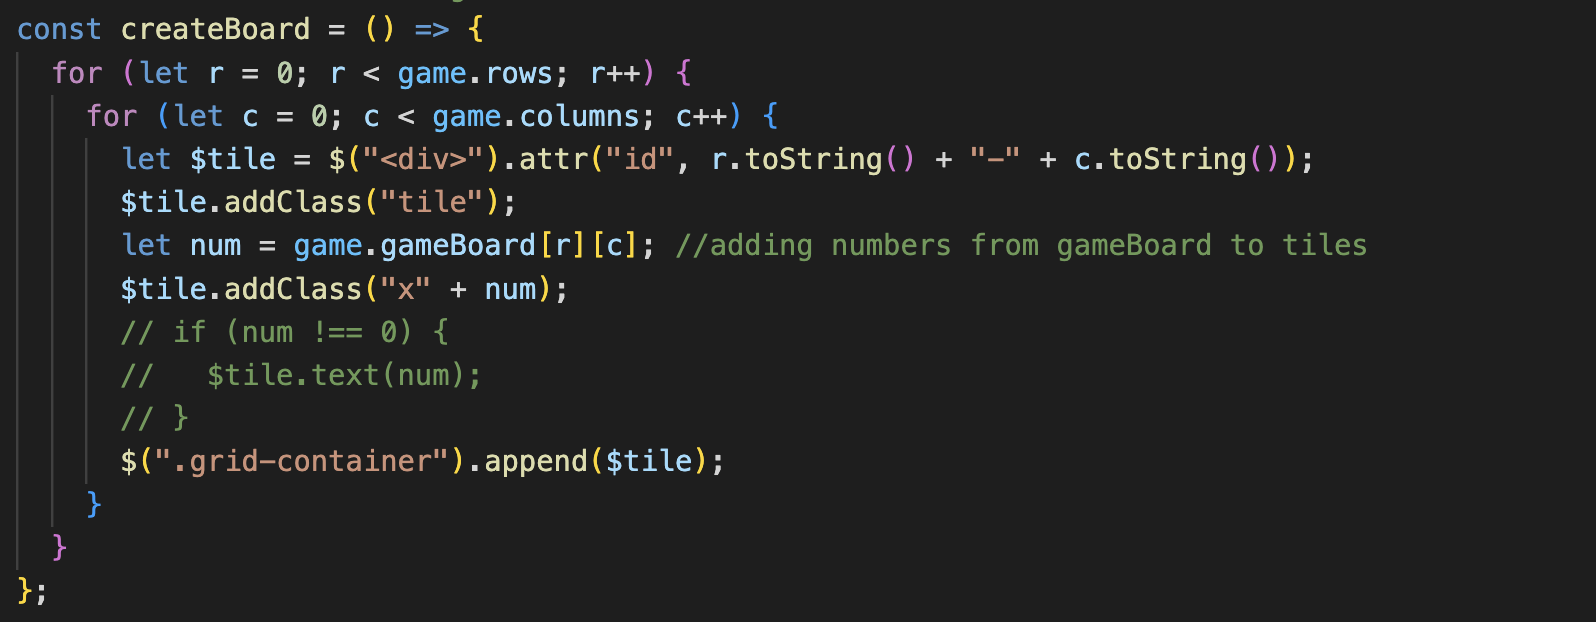 const createBoard = () => {
  for (let r = 0; r < game.rows; r++) {
    for (let c = 0; c < game.columns; c++) {
      let $tile = $("<div>").attr("id", r.toString() + "-" + c.toString());
      $tile.addClass("tile");
      let num = game.gameBoard[r][c]; //adding numbers from gameBoard to tiles
      $tile.addClass("x" + num);
      // if (num !== 0) {
      //   $tile.text(num);
      // }
      $(".grid-container").append($tile);
    }
  }
};